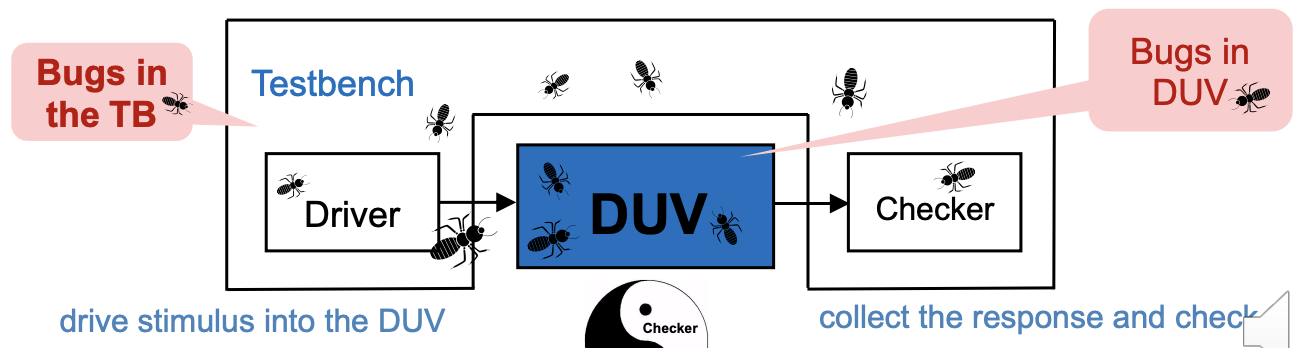 Bugs in
the TB
Testbench
Bugs in
DUV
Driver
DUV
Checker
drive stimulus into the DUV
Checker
collect the response and check